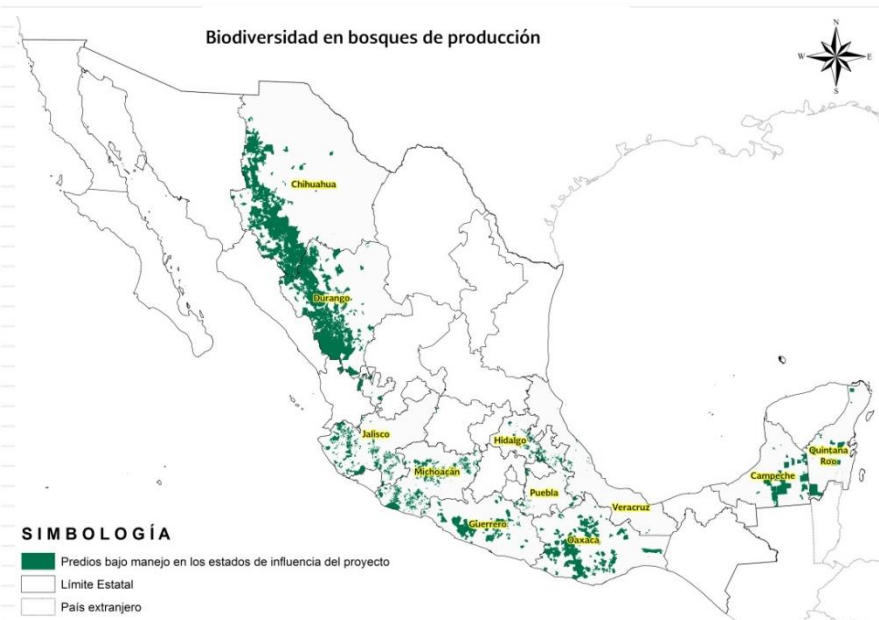 Biodiversidad en bosques de producción
N
W
E
S
Chihuahua
Durango
Jalisco
Hidalgo
Michoacán
Quintana
Roo
Campeche
Puebla
Veracruz
Guerrero
Oaxaca
SIMBOLOGÍA
Predios bajo manejo en los estados de influencia del proyecto
Límite Estatal
País extranjero